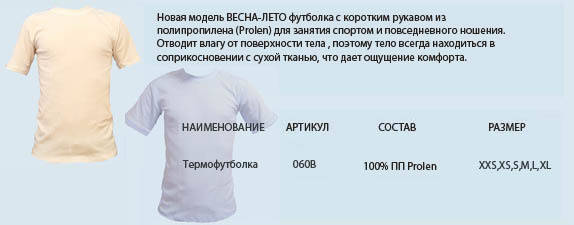 Новая модель ВЕСНА-ЛЕТО футболка с коротким рукавом из
полипропилена (Prolen) для занятия спортом и повседневного ношения.
Отводит влагу от поверхности тела , поэтому тело всегда находиться в
соприкосновении с сухой тканью, что дает ощущение комфорта.
НАИМЕНОВАНИЕ АРТИКУЛ СОСТАВ РАЗМЕР
Термофутболка 060В 100% ПП Prolen XXS,XS,S,M,L,XL